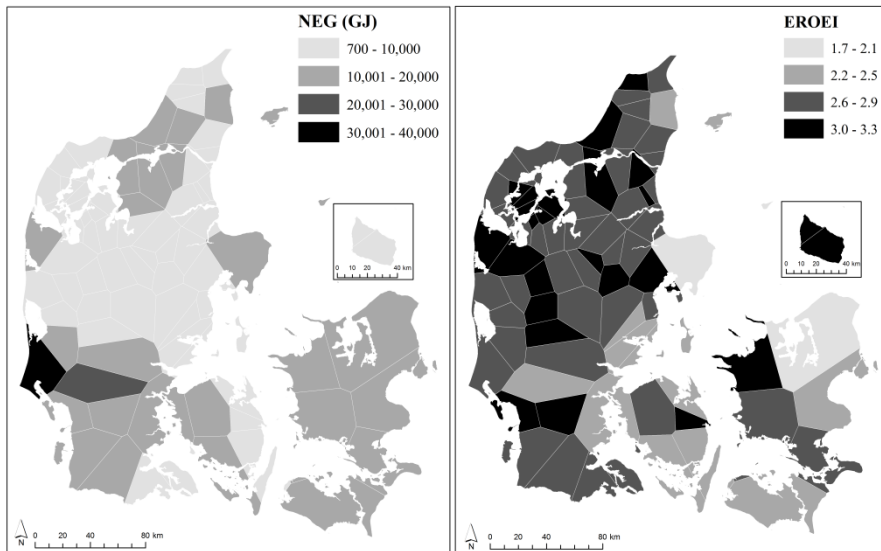 NEG (GJ)
700 - 10,000
10,001 - 20,000
20,001 - 30,000
30,001 - 40,000
0 10 20 40 km
N
0 20 40 80 km
EROEI
1.7 - 2.1
2.2 - 2.5
2.6 - 2.9
3.0 - 3.3
0 10 20 40 km
N
0 20 40 80 km